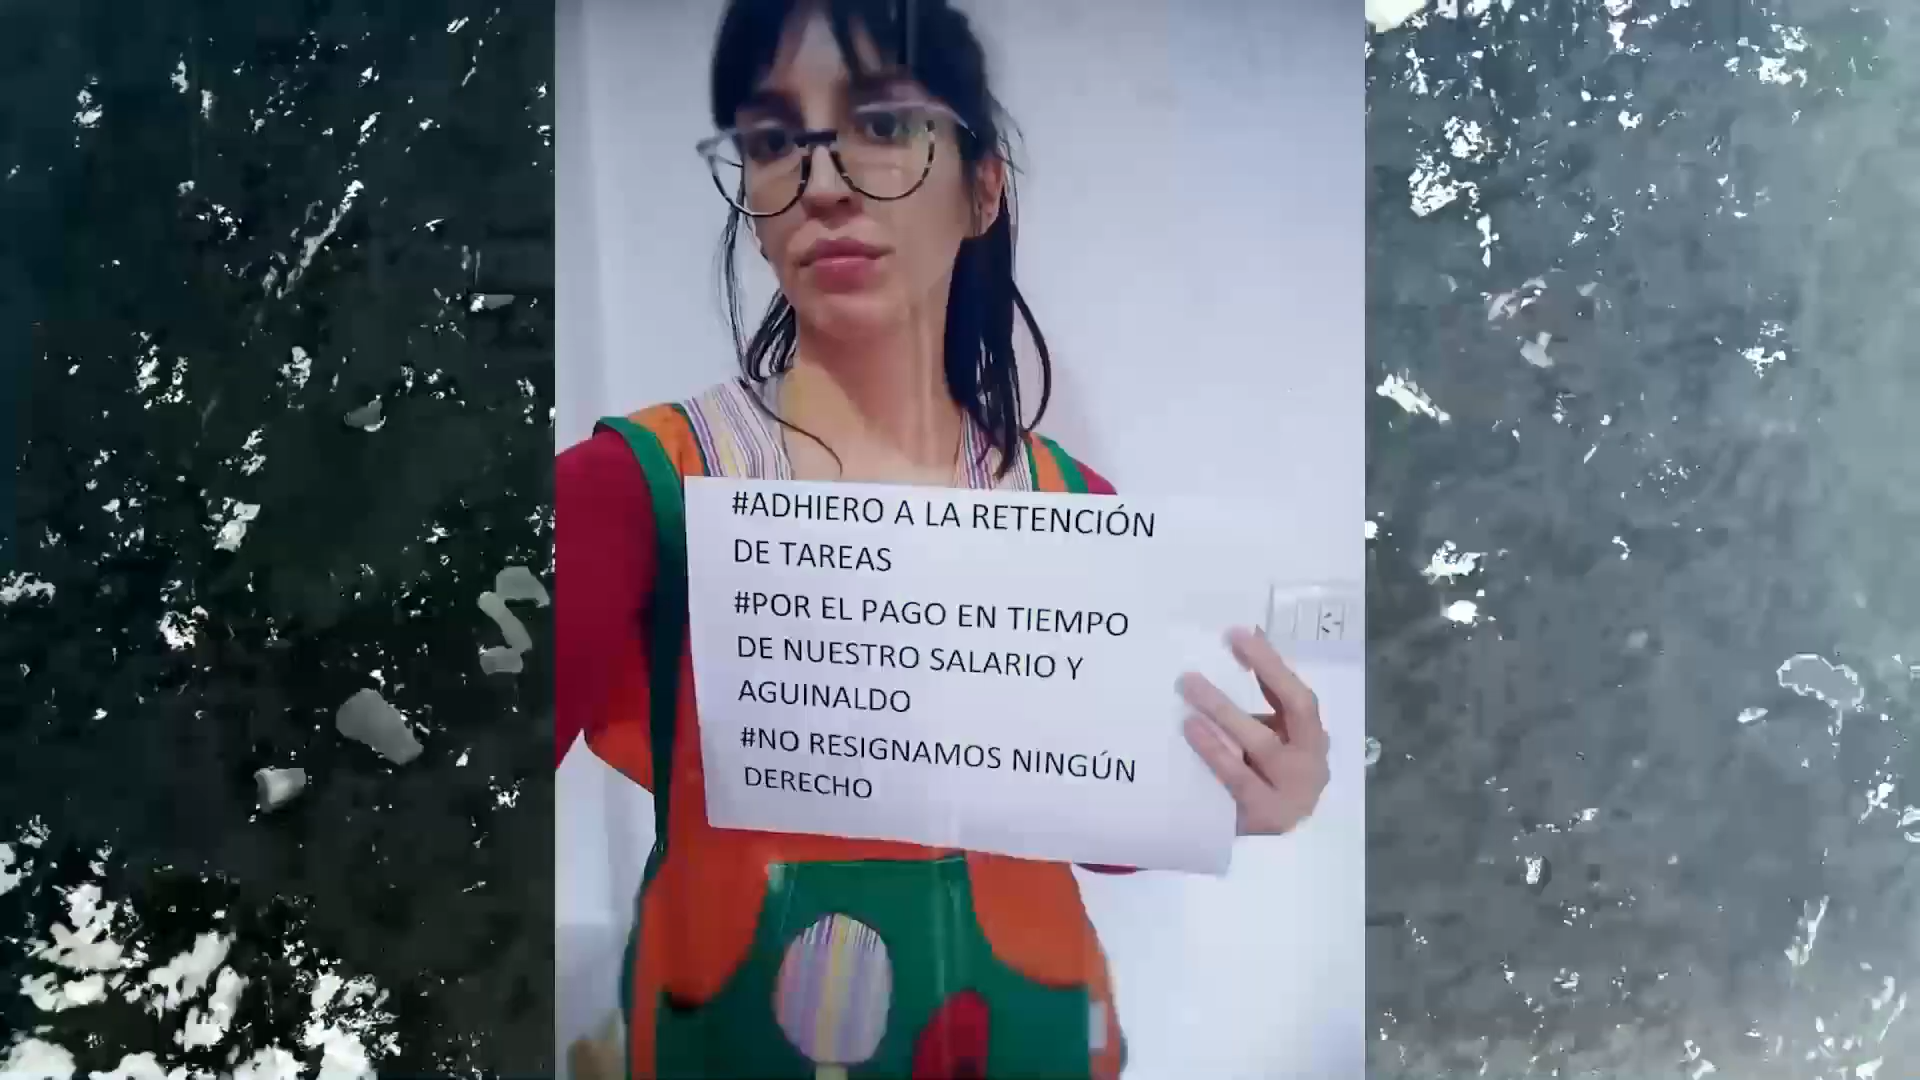 #ADHIERO A LA RETENCIÓN
DE TAREAS
#POR EL PAGO EN TIEMPO
DE NUESTRO SALARIO Y
AGUINALDO
#NO RESIGNAMOS NINGÚN
DERECHO